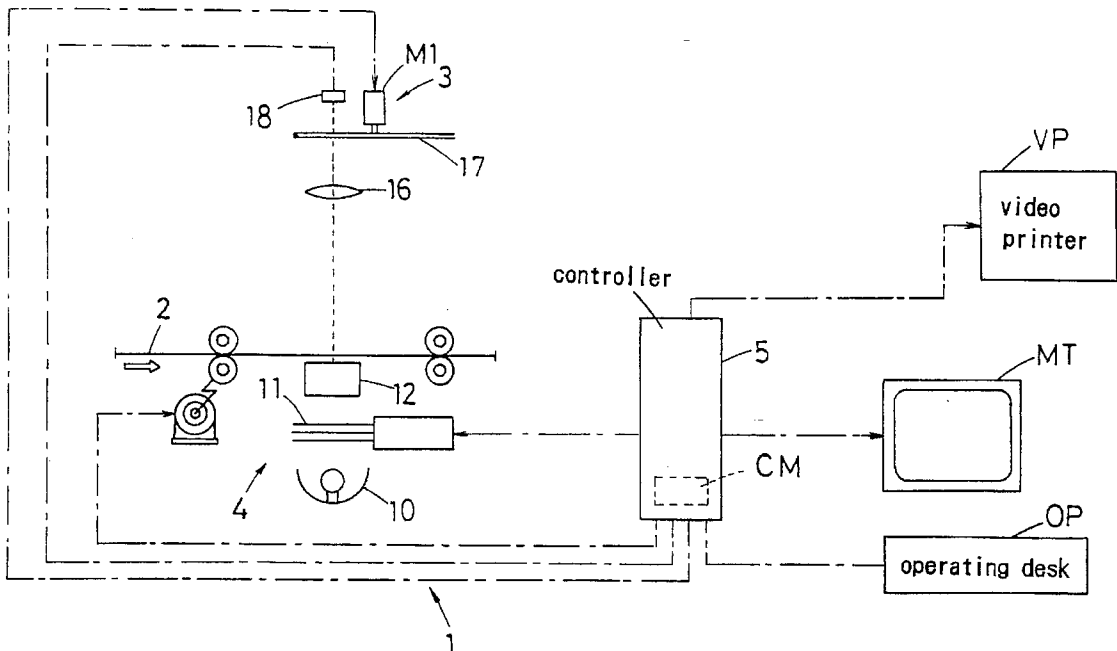 M1
3
18
17
VP
16
video
printer
controller
2
5
MT
12
11
CM
4
10
OP
operating desk
1